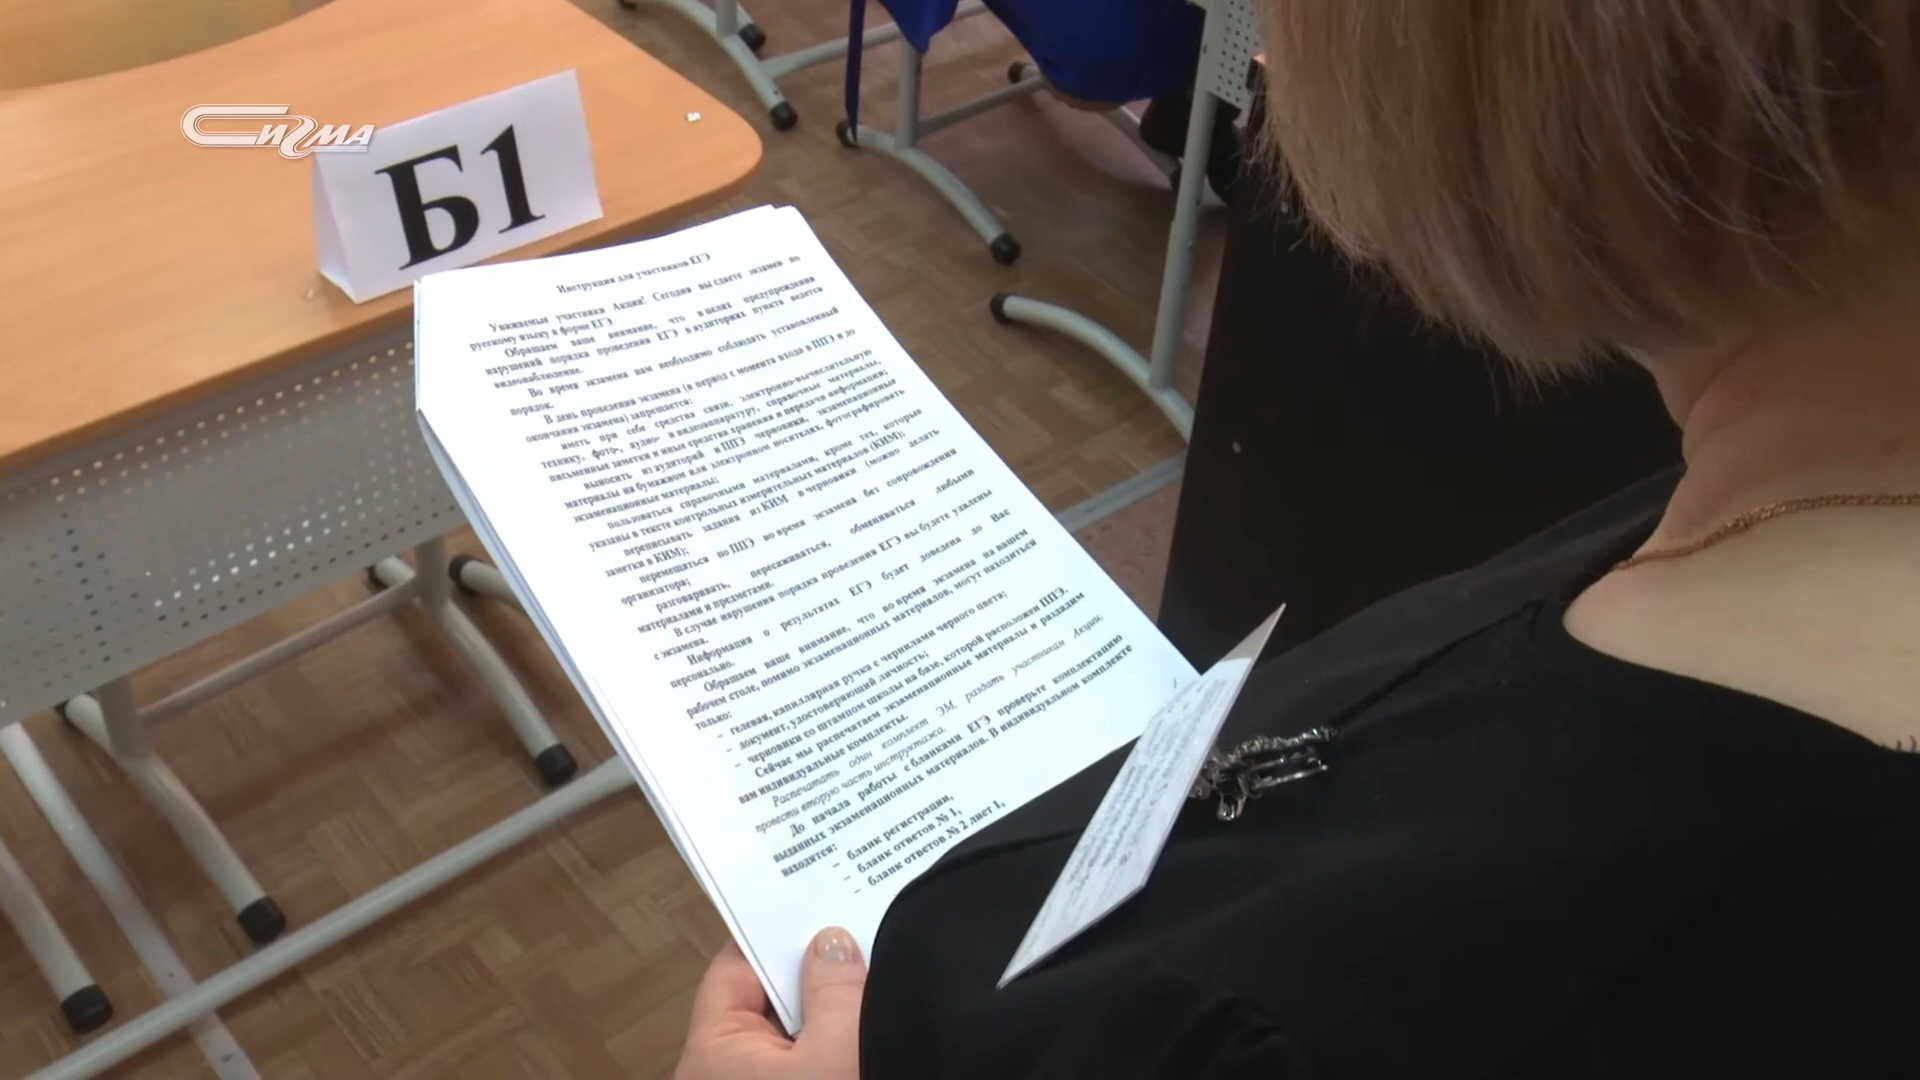 СИГМА
Б1
Инструкция для участников ЕГЭ
Уважаемые участники Акции! Сегодня вы сдаете экзамен по
русскому языку в форме ЕГЭ.
Обращаем ваше внимание, что в целях предупреждения
нарушений порядка проведения ЕГЭ в аудиториях пункта ведется
видеонаблюдение.
Во время экзамена вам необходимо соблюдать установленный
порядок.
В день проведения экзамена (в период с момента входа в ППЭ и до
окончания экзамена) запрещается:
иметь при себе средства связи, электронно-вычислительную
технику, фото-, аудио- и видеоаппаратуру, справочные материалы,
письменные заметки и иные средства хранения и передачи информации;
выносить из аудиторий и ППЭ черновики, экзаменационные
материалы на бумажном или электронном носителях, фотографировать
экзаменационные материалы;
пользоваться справочными материалами, кроме тех, которые
указаны в тексте контрольных измерительных материалов (КИМ);
переписывать задания из КИМ в черновики (можно делать
заметки в КИМ);
перемещаться по ППЭ во время экзамена без сопровождения
организатора;
разговаривать, пересаживаться, обмениваться любыми
материалами и предметами.
В случае нарушения порядка проведения ЕГЭ вы будете удалены
с экзамена.
Информация о результатах ЕГЭ будет доведена до Вас
персонально.
Обращаем ваше внимание, что во время экзамена на вашем
рабочем столе, помимо экзаменационных материалов, могут находиться
только:
– гелевая, капиллярная ручка с чернилами черного цвета;
– документ, удостоверяющий личность;
– черновики со штампом школы на базе, которой расположен ППЭ.
Сейчас мы распечатаем экзаменационные материалы и раздадим
вам индивидуальные комплекты.
Распечатать один комплект ЭМ, раздать участникам Акции,
провести вторую часть инструктажа.
До начала работы с бланками ЕГЭ проверьте комплектацию
выданных экзаменационных материалов. В индивидуальном комплекте
находятся:
– бланк регистрации,
– бланк ответов № 1,
– бланк ответов № 2 лист 1,